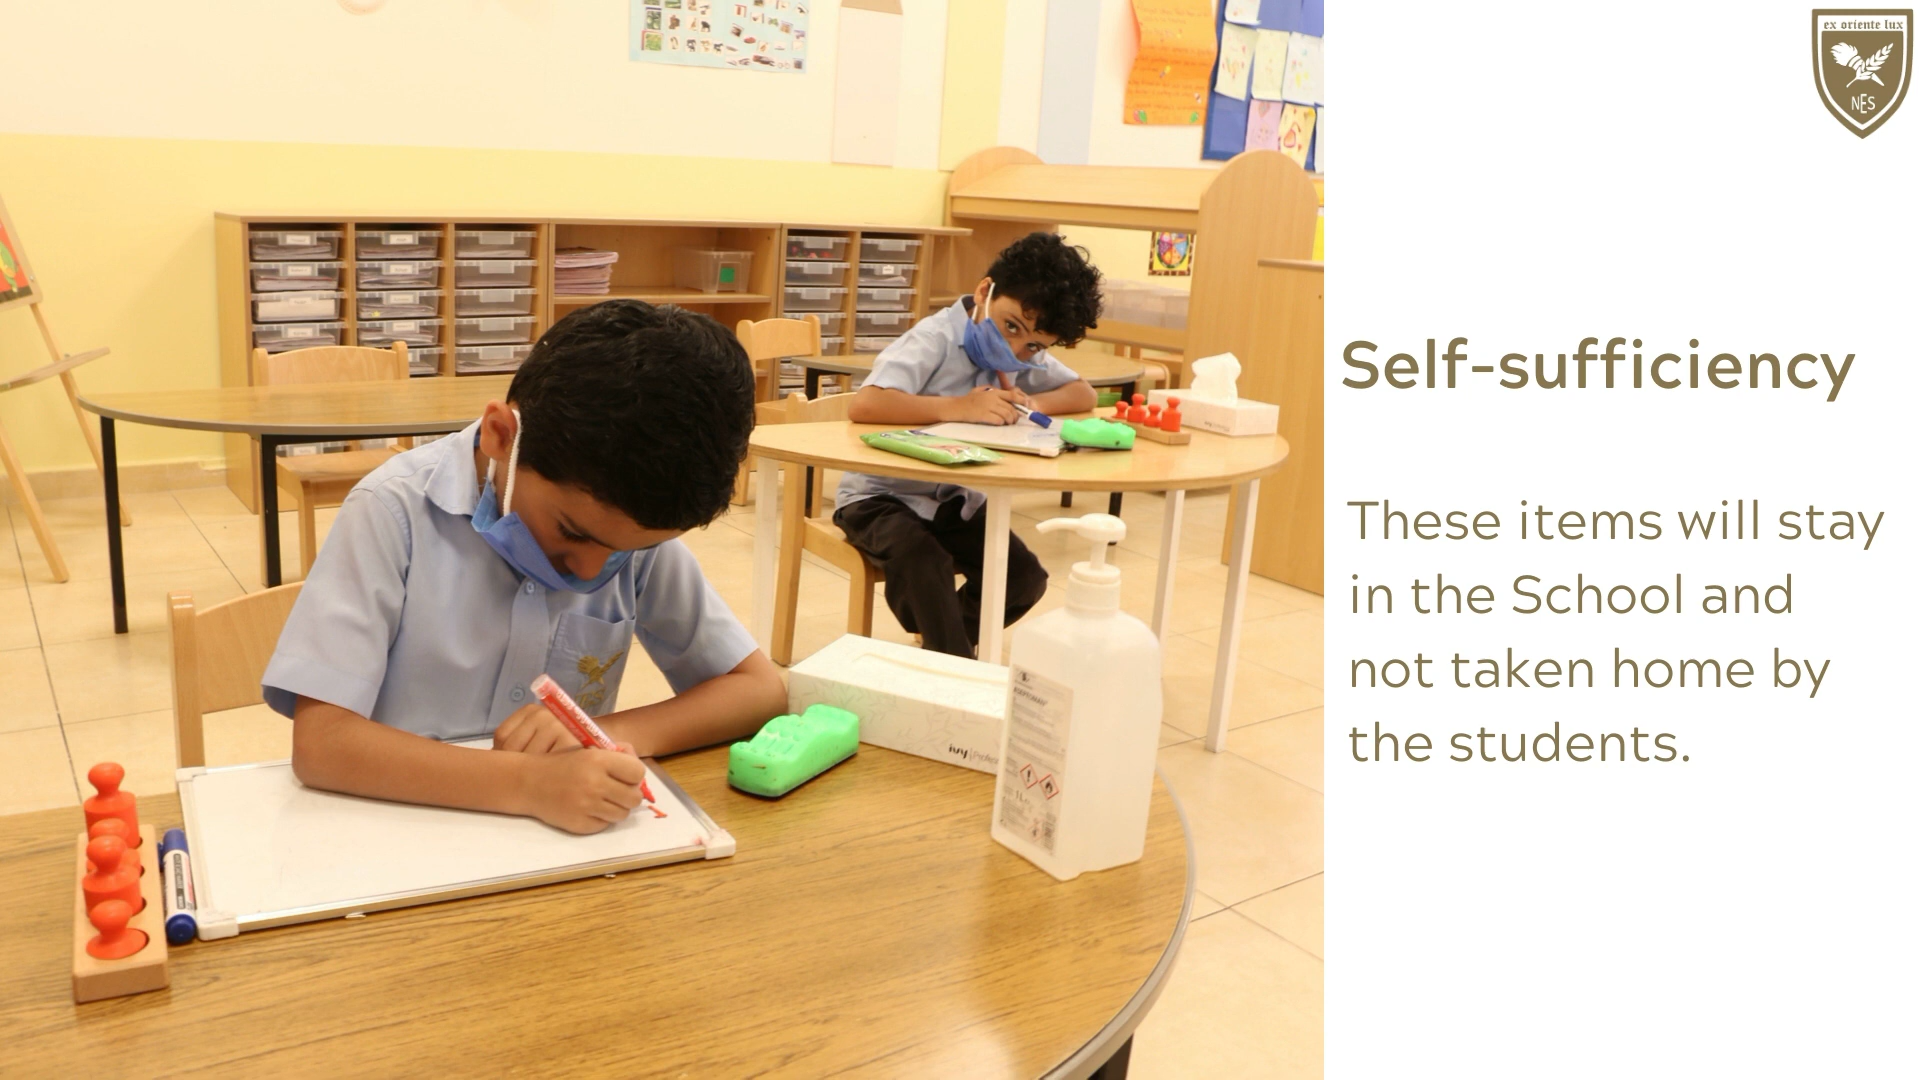 ex oriente lux
NES
Self-sufficiency
These items will stay
in the School and
not taken home by
the students.
ivy